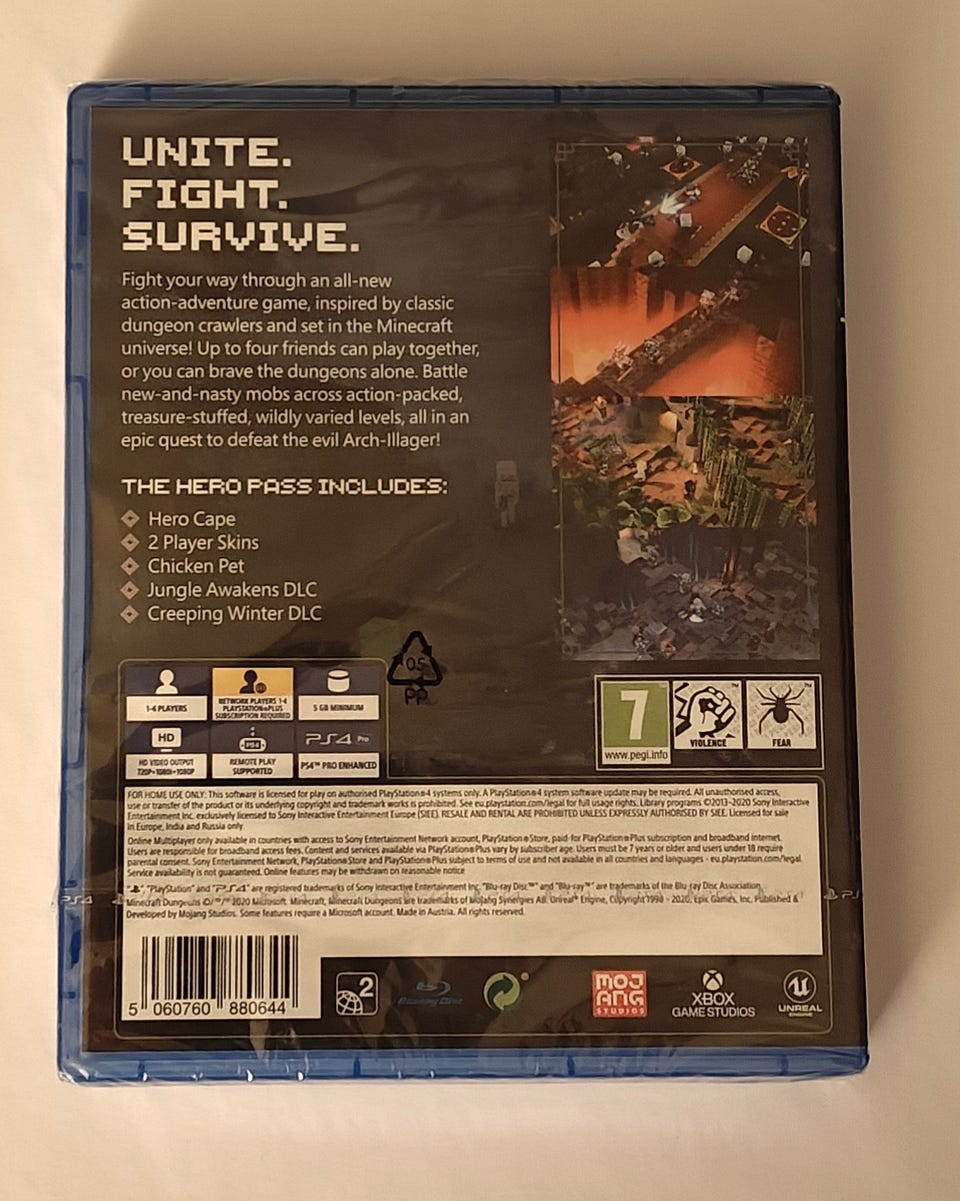 UNITE.
FIGHT.
SURVIVE.
Fight your way through an all-new
action-adventure game, inspired by classic
dungeon crawlers and set in the Minecraft
universe! Up to four friends can play together,
or you can brave the dungeons alone. Battle
new-and-nasty mobs across action-packed,
treasure-stuffed, wildly varied levels, all in an
epic quest to defeat the evil Arch-Illager!
THE HERO PASS INCLUDES:
Hero Cape
2 Player Skins
Chicken Pet
Jungle Awakens DLC
Creeping Winter DLC
05
PP
1-4 PLAYERS
NETWORK PLAYERS 1-4
PLAYSTATION®PLUS
SUBSCRIPTION REQUIRED
5 GB MINIMUM
HD
HD VIDEO OUTPUT
720P•1080i•1080P
PS4
REMOTE PLAY
SUPPORTED
PS4 Pro
PS4™ PRO ENHANCED
7
www.pegi.info
VIOLENCE
FEAR
FOR HOME USE ONLY: This software is licensed for play on authorised PlayStation®4 systems only. A PlayStation®4 system software update may be required. All unauthorised access,
use or transfer of the product or its underlying copyright and trademark works is prohibited. See eu.playstation.com/legal for full usage rights. Library programs ©2013-2020 Sony Interactive
Entertainment Inc. exclusively licensed to Sony Interactive Entertainment Europe (SIEE). RESALE AND RENTAL ARE PROHIBITED UNLESS EXPRESSLY AUTHORISED BY SIEE. Licensed for sale
in Europe, India and Russia only.
Online Multiplayer only available in countries with access to Sony Entertainment Network account, PlayStation®Store, paid-for PlayStation®Plus subscription and broadband internet.
Users are responsible for broadband access fees. Content and services available via PlayStation®Plus vary by subscriber age. Users must be 7 years or older and users under 18 require
parental consent. Sony Entertainment Network, PlayStation®Store and PlayStation®Plus subject to terms of use and not available in all countries and languages - eu.playstation.com/legal.
Service availability is not guaranteed. Online features may be withdrawn on reasonable notice
"PlayStation" and "PS4" are registered trademarks of Sony Interactive Entertainment Inc. "Blu-ray Disc™" and "Blu-ray™" are trademarks of the Blu-ray Disc Association.
Minecraft Dungeons ©/®/™ 2020 Microsoft. Minecraft, Minecraft Dungeons are trademarks of Mojang Synergies AB. Unreal® Engine, Copyright 1998 - 2020, Epic Games, Inc. Published &
Developed by Mojang Studios. Some features require a Microsoft account. Made in Austria. All rights reserved.
PS4
PS4
5 060760 880644
2
Blu-ray Disc
MOJ
ANG
STUDIOS
XBOX
GAME STUDIOS
UNREAL
ENGINE